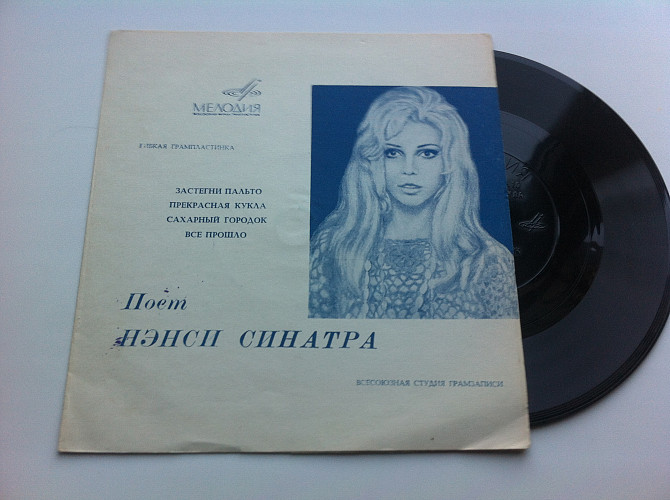 МЕЛОДИЯ
ГИБКАЯ ГРАМПЛАСТИНКА
ЗАСТЕГНИ ПАЛЬТО
ПРЕКРАСНАЯ КУКЛА
САХАРНЫЙ ГОРОДОК
ВСЕ ПРОШЛО
Поёт
НЭНСИ СИНАТРА
ВСЕСОЮЗНАЯ СТУДИЯ ГРАМЗАПИСИ